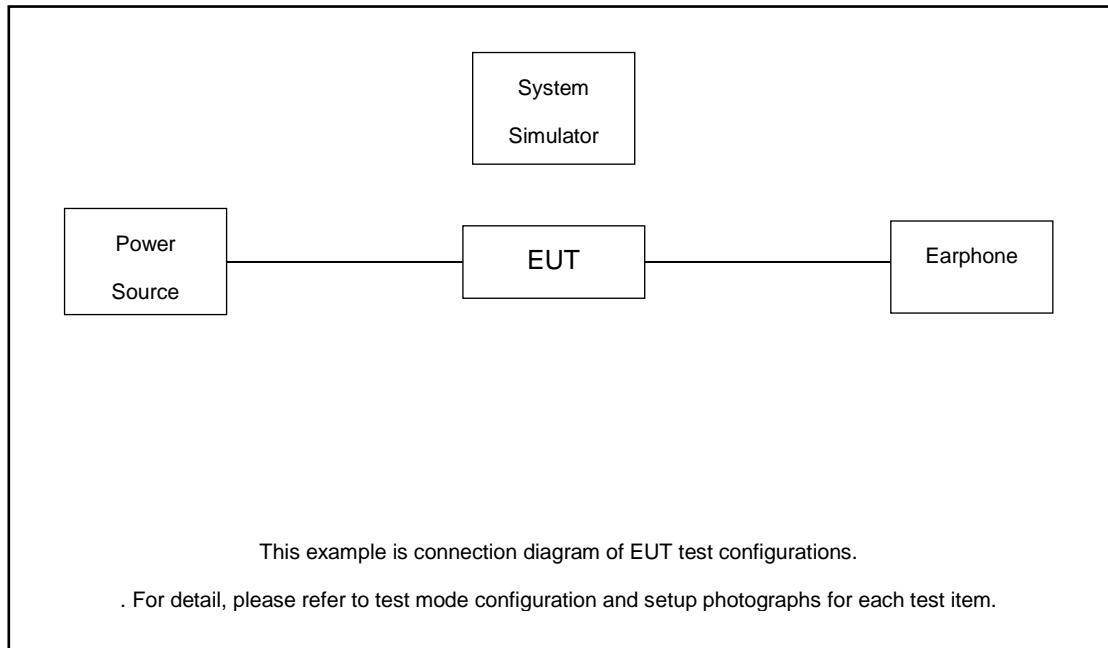 System
Simulator
Power
Source
EUT
Earphone
This example is connection diagram of EUT test configurations.
. For detail, please refer to test mode configuration and setup photographs for each test item.